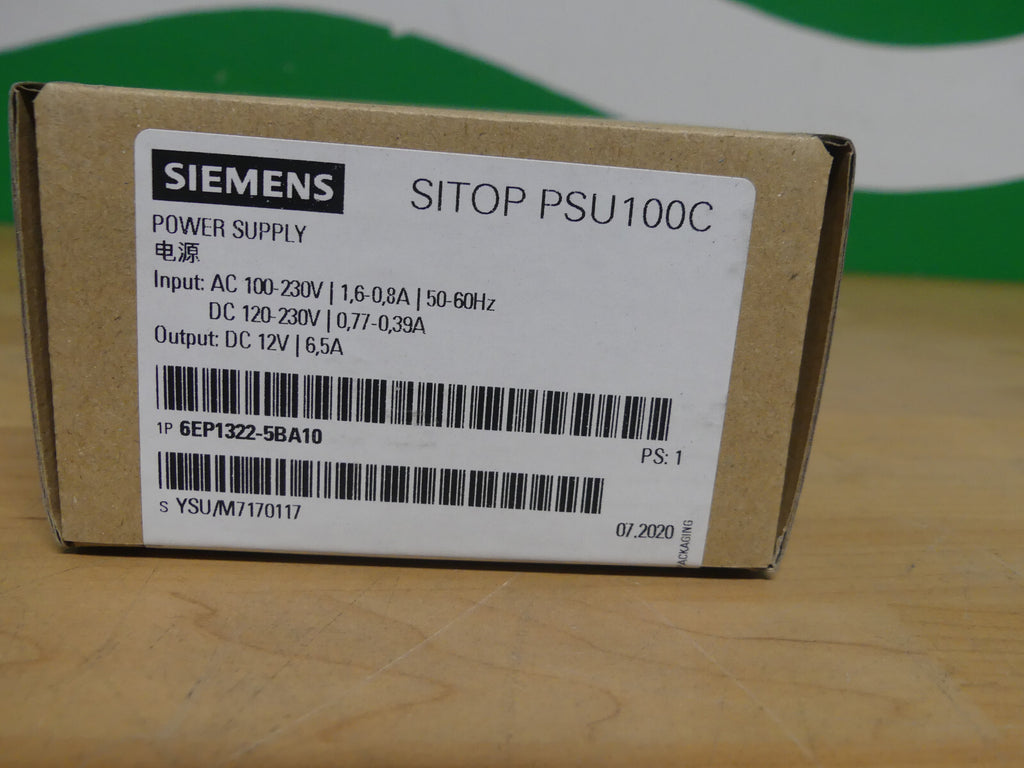 SIEMENS
SITOP PSU100C
POWER SUPPLY
电源
Input: AC 100-230V | 1,6-0,8A | 50-60Hz
DC 120-230V | 0,77-0,39A
Output: DC 12V | 6,5A
1P 6EP1322-5BA10
PS: 1
S YSU/M7170117
07.2020
ACKAGING